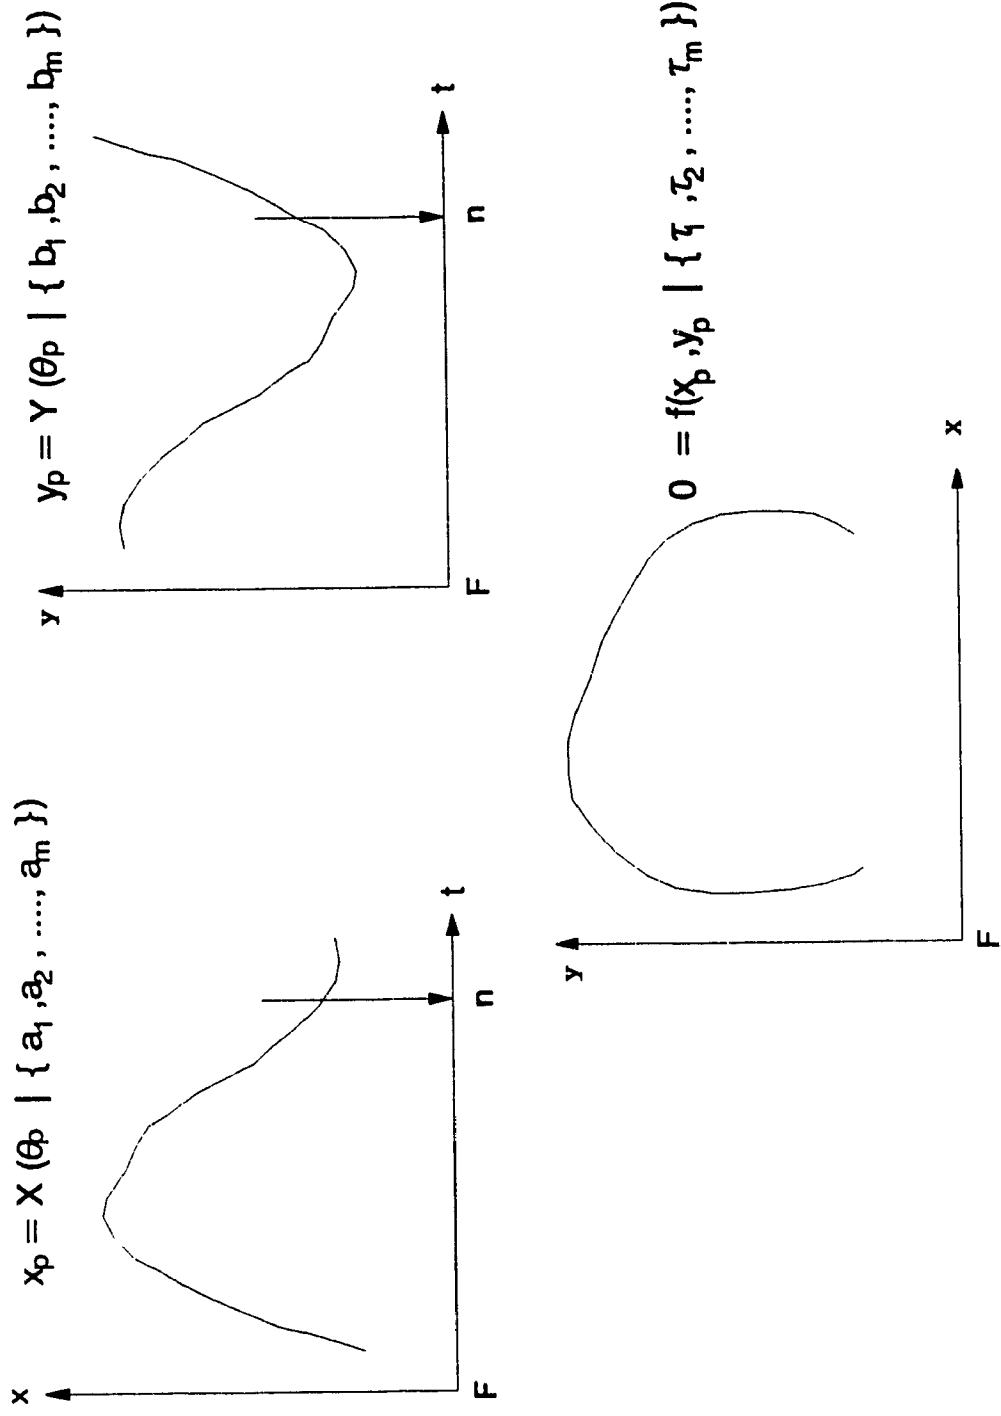 xₚ = X (θₚ | { a₁ ,a₂ , ....., aₘ })
x
t
F
n
yₚ = Y (θₚ | { b₁ ,b₂ , ....., bₘ })
y
t
F
n
0 = f(xₚ ,yₚ | { τ₁ ,τ₂ , ....., τₘ })
y
x
F